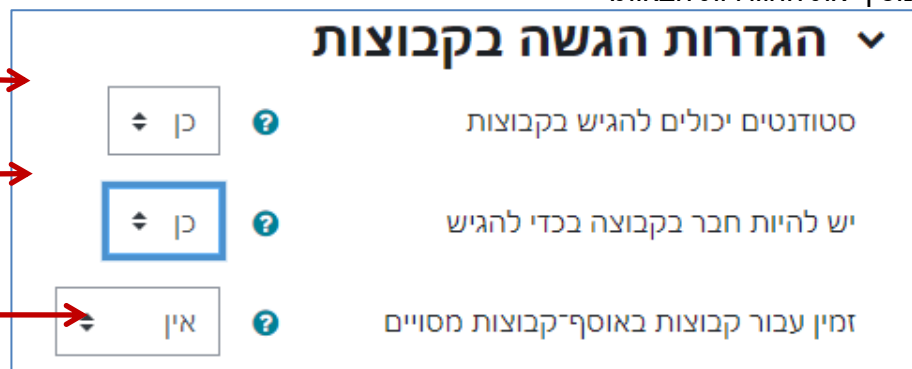 הגדרות הגשה בקבוצות
סטודנטים יכולים להגיש בקבוצות
כן
יש להיות חבר בקבוצה בכדי להגיש
כן
זמין עבור קבוצות באוסף־קבוצות מסויים
אין